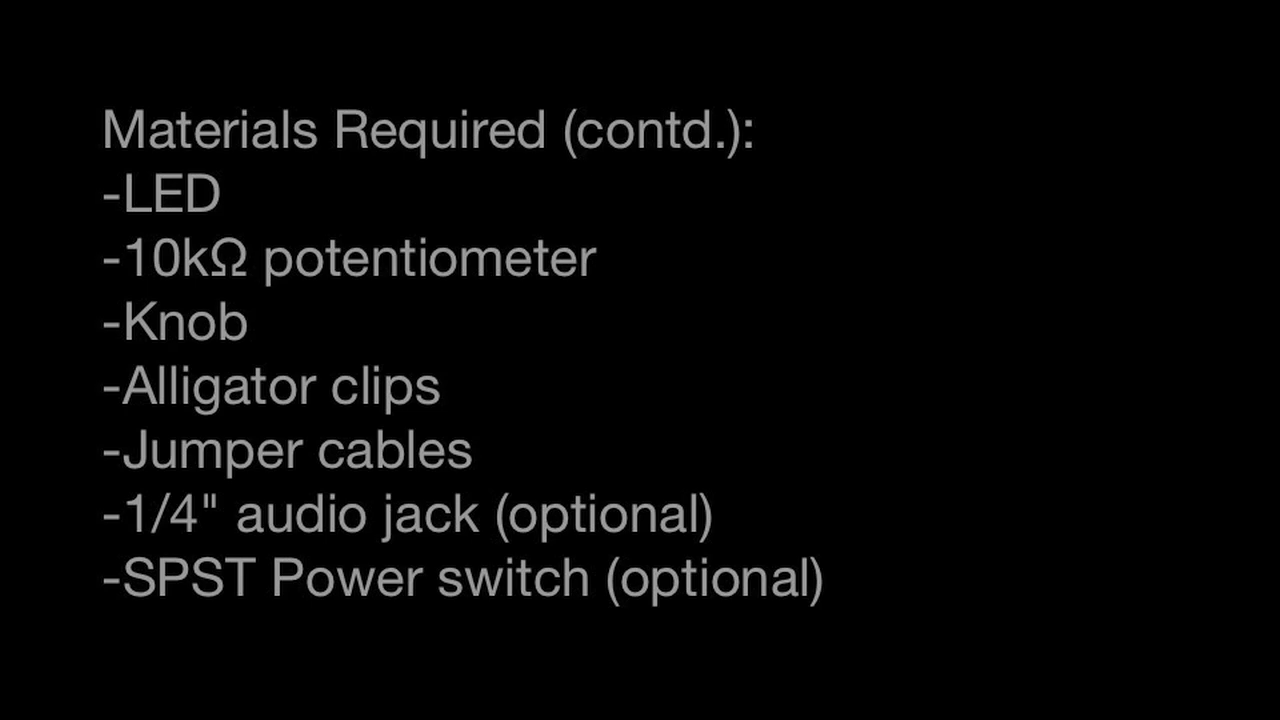 Materials Required (contd.):
-LED
-10kΩ potentiometer
-Knob
-Alligator clips
-Jumper cables
-1/4" audio jack (optional)
-SPST Power switch (optional)